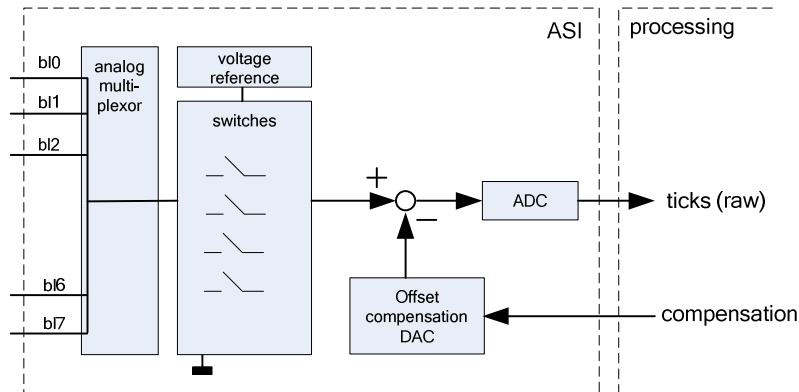 ASI
processing
bl0
bl1
bl2
bl6
bl7
analog
multi-
plexor
voltage
reference
switches
+
−
ADC
ticks (raw)
Offset
compensation
DAC
compensation